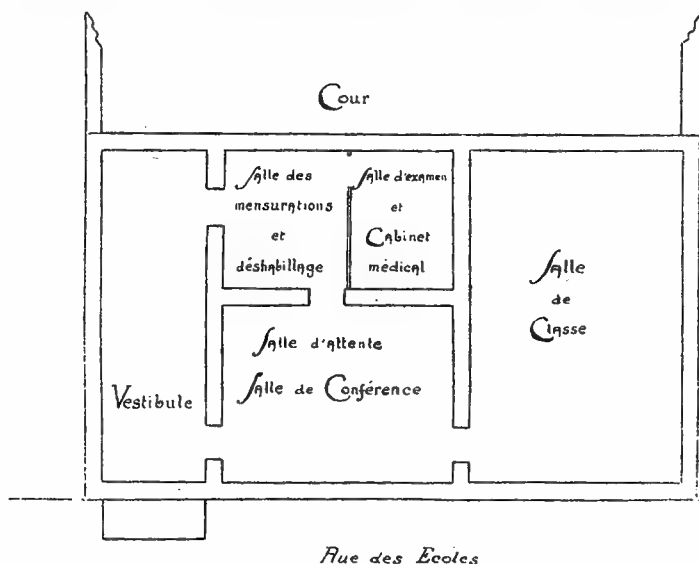 Cour
Salle des
mensurations
et
déshabillage
Salle d'examen
et
Cabinet
médical
Salle
de
Classe
Salle d'attente
Salle de Conférence
Vestibule
Rue des Ecoles